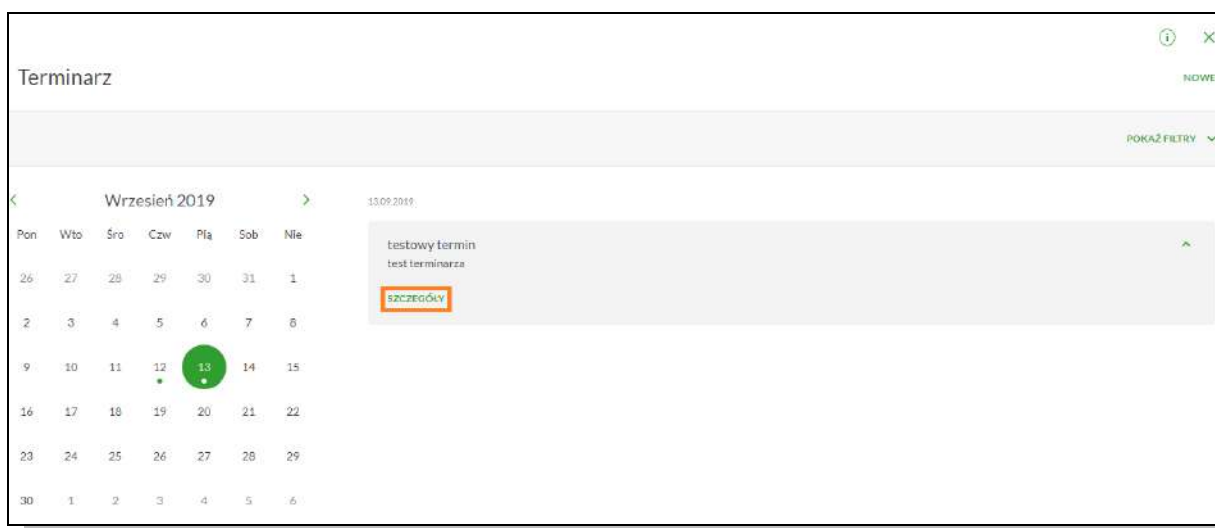 Terminarz
NOWE
POKAŻ FILTRY
Wrzesień 2019
Pon Wto Śro Czw Pią Sob Nie
26 27 28 29 30 31 1
2 3 4 5 6 7 8
9 10 11 12 13 14 15
16 17 18 19 20 21 22
23 24 25 26 27 28 29
30 1 2 3 4 5 6
13.09.2019
testowy termin
test terminarza
SZCZEGÓŁY